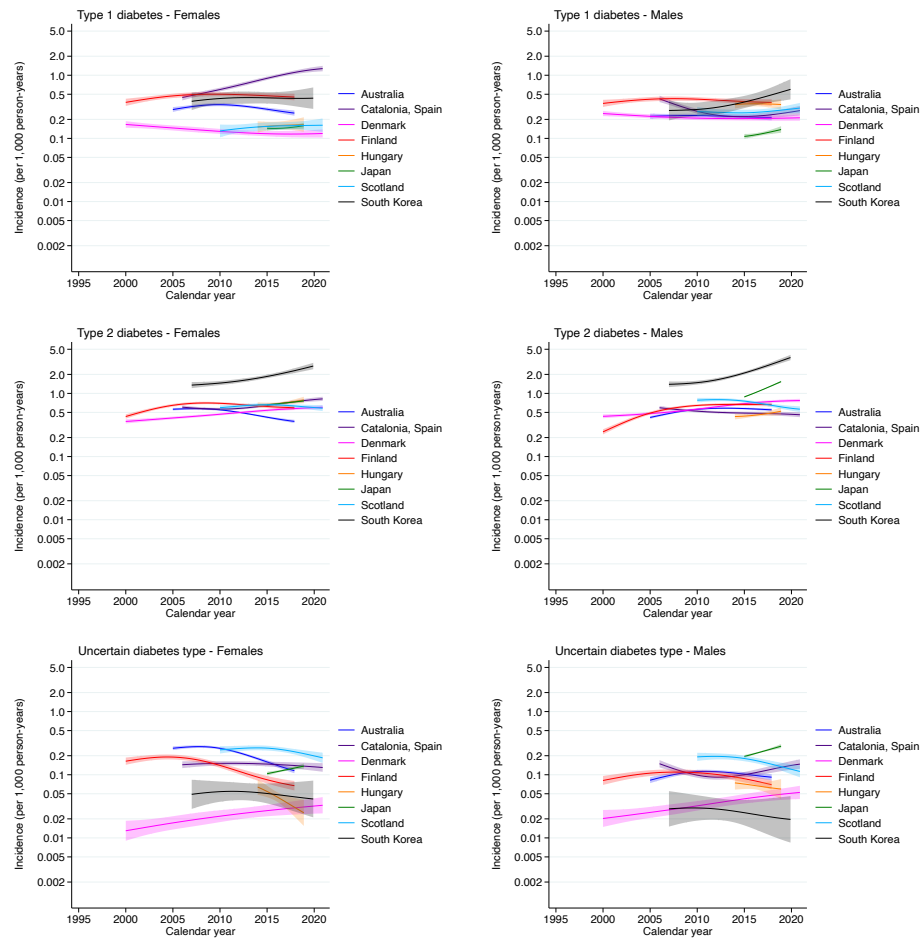 Type 1 diabetes - Females
Incidence (per 1,000 person-years)
5.0
2.0
1.0
0.5
0.2
0.1
0.05
0.02
0.01
0.005
0.002
1995 2000 2005 2010 2015 2020
Calendar year
Australia
Catalonia, Spain
Denmark
Finland
Hungary
Japan
Scotland
South Korea
Type 1 diabetes - Males
Incidence (per 1,000 person-years)
5.0
2.0
1.0
0.5
0.2
0.1
0.05
0.02
0.01
0.005
0.002
1995 2000 2005 2010 2015 2020
Calendar year
Australia
Catalonia, Spain
Denmark
Finland
Hungary
Japan
Scotland
South Korea
Type 2 diabetes - Females
Incidence (per 1,000 person-years)
5.0
2.0
1.0
0.5
0.2
0.1
0.05
0.02
0.01
0.005
0.002
1995 2000 2005 2010 2015 2020
Calendar year
Australia
Catalonia, Spain
Denmark
Finland
Hungary
Japan
Scotland
South Korea
Type 2 diabetes - Males
Incidence (per 1,000 person-years)
5.0
2.0
1.0
0.5
0.2
0.1
0.05
0.02
0.01
0.005
0.002
1995 2000 2005 2010 2015 2020
Calendar year
Australia
Catalonia, Spain
Denmark
Finland
Hungary
Japan
Scotland
South Korea
Uncertain diabetes type - Females
Incidence (per 1,000 person-years)
5.0
2.0
1.0
0.5
0.2
0.1
0.05
0.02
0.01
0.005
0.002
1995 2000 2005 2010 2015 2020
Calendar year
Australia
Catalonia, Spain
Denmark
Finland
Hungary
Japan
Scotland
South Korea
Uncertain diabetes type - Males
Incidence (per 1,000 person-years)
5.0
2.0
1.0
0.5
0.2
0.1
0.05
0.02
0.01
0.005
0.002
1995 2000 2005 2010 2015 2020
Calendar year
Australia
Catalonia, Spain
Denmark
Finland
Hungary
Japan
Scotland
South Korea